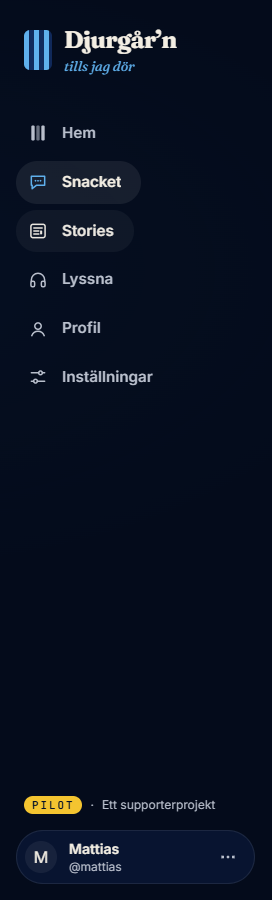 Djurgår’n
tills jag dör
Hem
Snacket
Stories
Lyssna
Profil
Inställningar
PILOT · Ett supporterprojekt
M
Mattias
@mattias